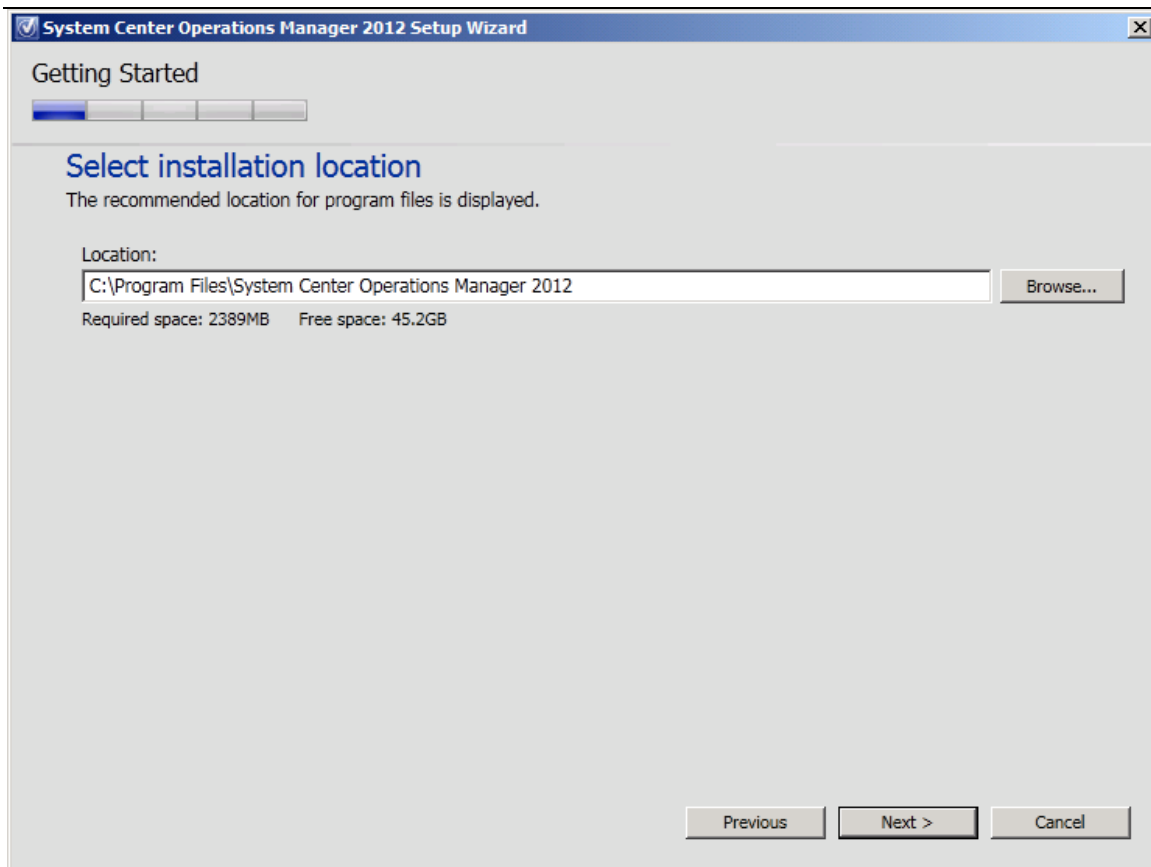 System Center Operations Manager 2012 Setup Wizard
Getting Started
Select installation location
The recommended location for program files is displayed.
Location:
C:\Program Files\System Center Operations Manager 2012
Browse...
Required space: 2389MB Free space: 45.2GB
Previous Next > Cancel